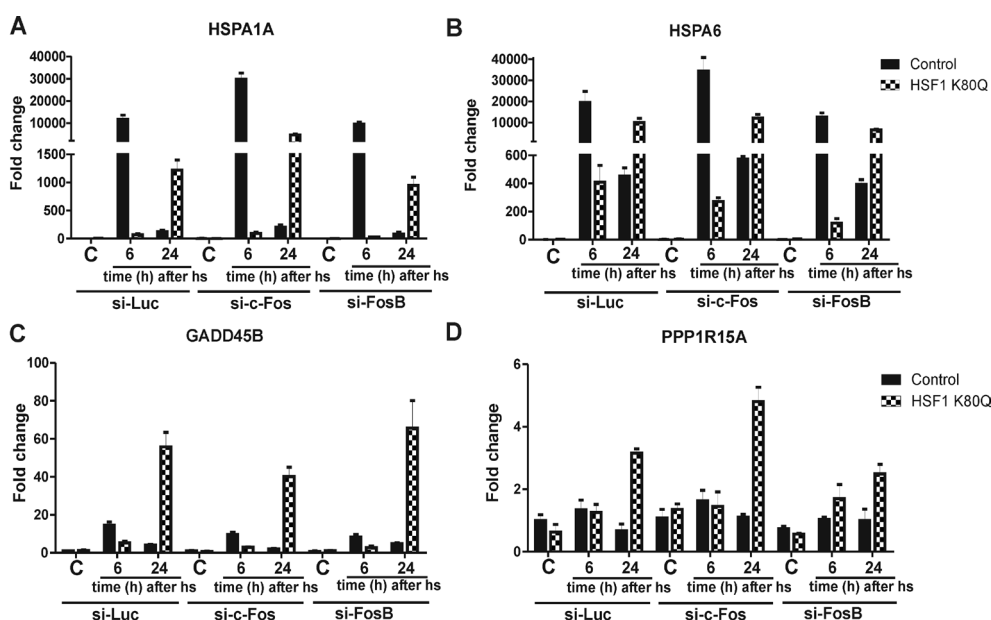 A
HSPA1A
Fold change
40000
30000
20000
10000
1500
1000
500
0
C 6 24 C 6 24 C 6 24
time (h) after hs time (h) after hs time (h) after hs
si-Luc si-c-Fos si-FosB
B
HSPA6
Fold change
40000
30000
20000
10000
600
400
200
0
C 6 24 C 6 24 C 6 24
time (h) after hs time (h) after hs time (h) after hs
si-Luc si-c-Fos si-FosB
Control
HSF1 K80Q
C
GADD45B
Fold change
100
80
60
40
20
0
C 6 24 C 6 24 C 6 24
time (h) after hs time (h) after hs time (h) after hs
si-Luc si-c-Fos si-FosB
D
PPP1R15A
Fold change
6
4
2
0
C 6 24 C 6 24 C 6 24
time (h) after hs time (h) after hs time (h) after hs
si-Luc si-c-Fos si-FosB
Control
HSF1 K80Q